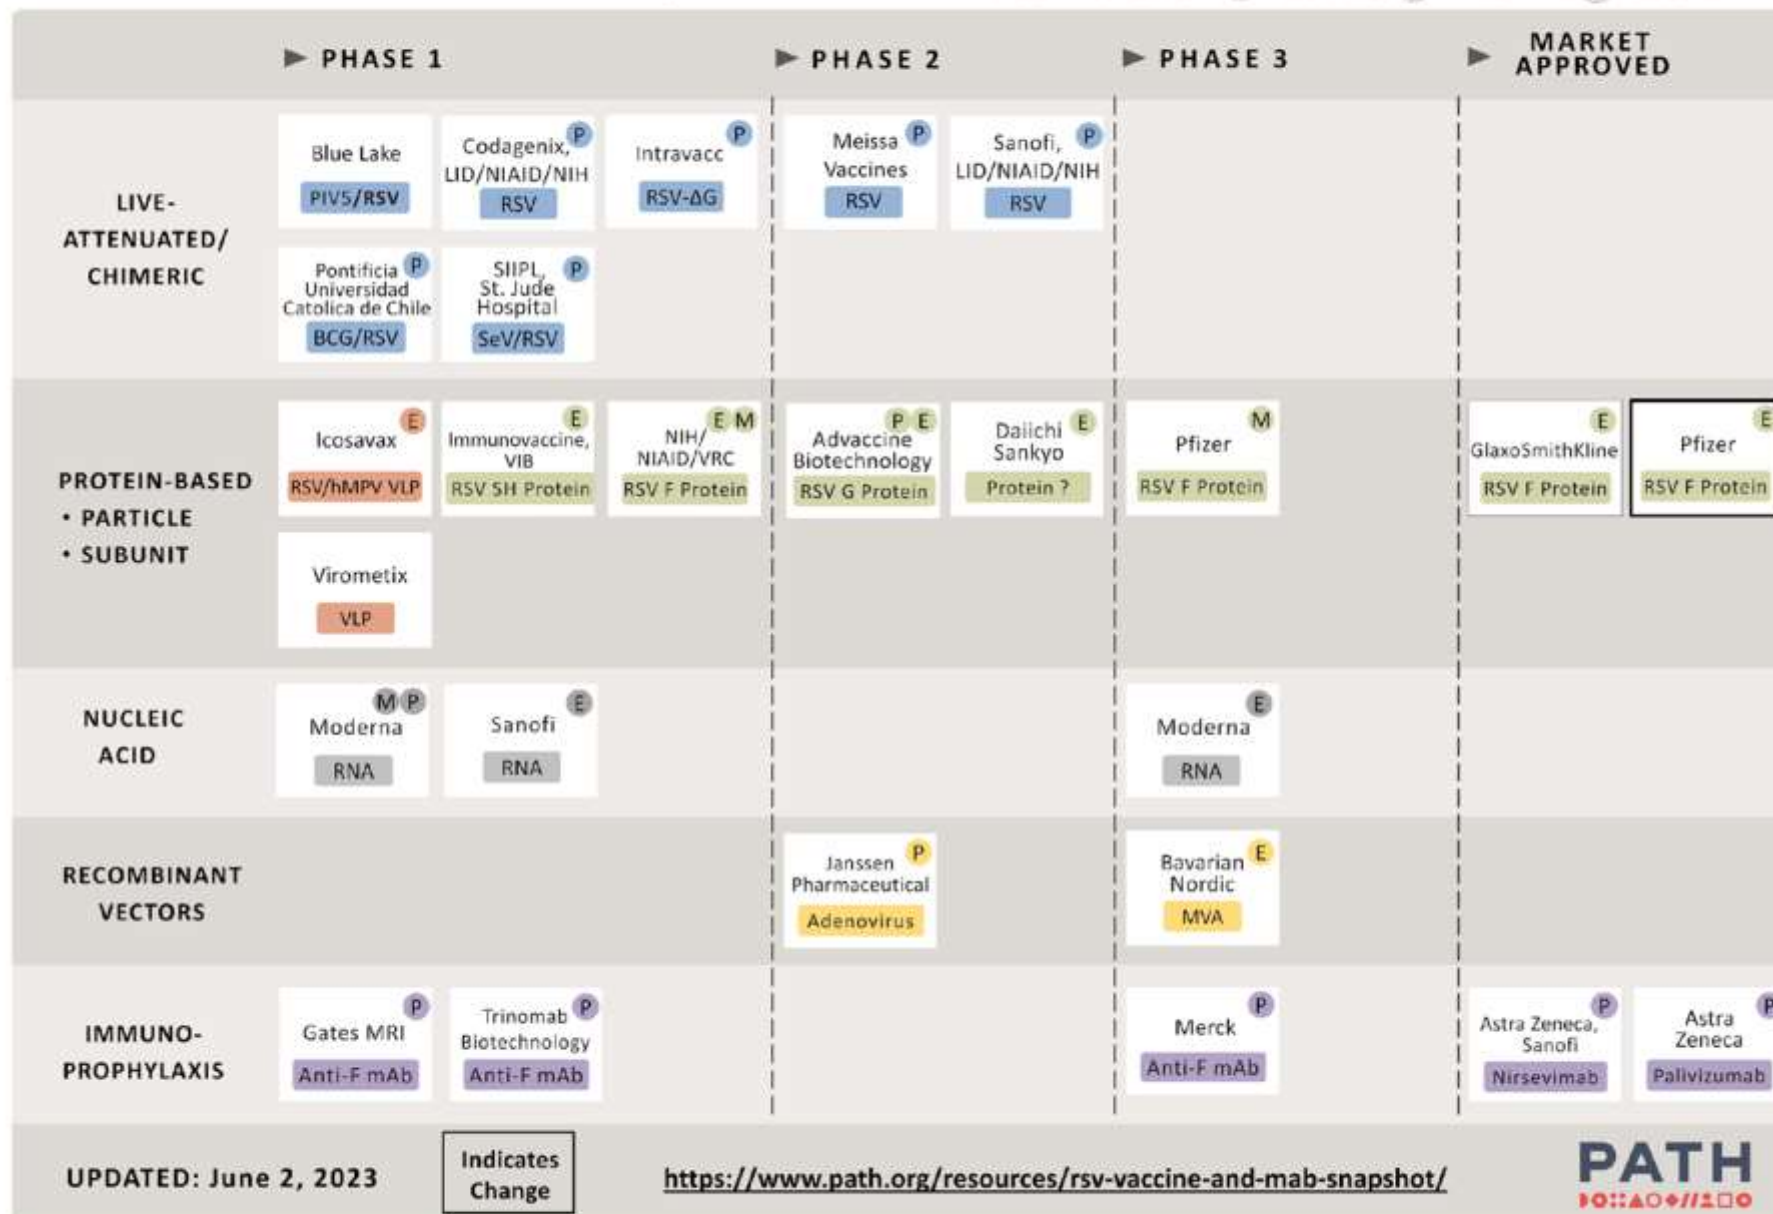 PHASE 1
PHASE 2
PHASE 3
MARKET
APPROVED
LIVE-
ATTENUATED/
CHIMERIC
Blue Lake
PIV5/RSV
P
Codagenix,
LID/NIAID/NIH
RSV
P
Intravacc
RSV-ΔG
P
Meissa
Vaccines
RSV
P
Sanofi,
LID/NIAID/NIH
RSV
P
Pontificia
Universidad
Catolica de Chile
BCG/RSV
P
SIIPL,
St. Jude
Hospital
SeV/RSV
PROTEIN-BASED
• PARTICLE
• SUBUNIT
E
Icosavax
RSV/hMPV VLP
E
Immunovaccine,
VIB
RSV SH Protein
E M
NIH/
NIAID/VRC
RSV F Protein
P E
Advaccine
Biotechnology
RSV G Protein
E
Daiichi
Sankyo
Protein ?
M
Pfizer
RSV F Protein
E
GlaxoSmithKline
RSV F Protein
E
Pfizer
RSV F Protein
Virometix
VLP
NUCLEIC
ACID
M P
Moderna
RNA
E
Sanofi
RNA
E
Moderna
RNA
RECOMBINANT
VECTORS
P
Janssen
Pharmaceutical
Adenovirus
E
Bavarian
Nordic
MVA
IMMUNO-
PROPHYLAXIS
P
Gates MRI
Anti-F mAb
P
Trinomab
Biotechnology
Anti-F mAb
P
Merck
Anti-F mAb
P
Astra Zeneca,
Sanofi
Nirsevimab
P
Astra
Zeneca
Palivizumab
UPDATED: June 2, 2023
Indicates
Change
https://www.path.org/resources/rsv-vaccine-and-mab-snapshot/
PATH